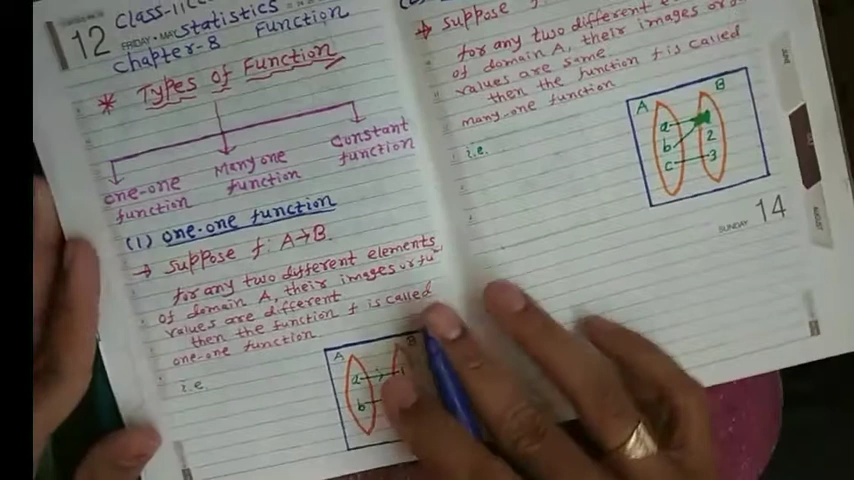 12
FRIDAY • MAY
Class-11
statistics
Chapter-8 Function
* Types of Function
one-one
function
Many one
function
Constant
function
(1) one-one function
→ suppose f: A→B.
for any two different elements
of domain A, their images or fu
values are different
then the function f is called
one-one function
i.e.
A
B
a
1
b
→ suppose f
for any two different e
of domain A, their images or
values are same
then the function f is called
many-one function
i.e.
A
B
a
b
2
c
3
SUNDAY 14
AUGUST